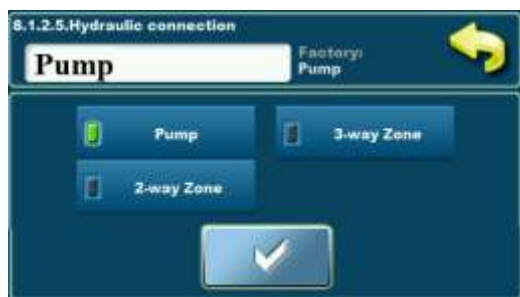 8.1.2.5.Hydraulic connection
Pump
Factory:
Pump
Pump
3-way Zone
2-way Zone